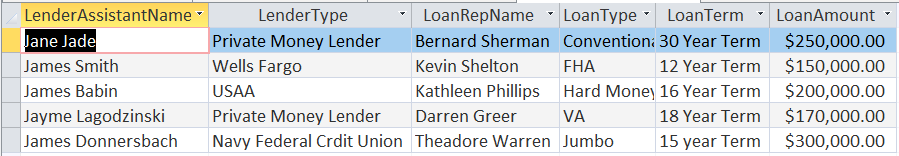 LenderAssistantName LenderType LoanRepName LoanType LoanTerm LoanAmount
Jane Jade Private Money Lender Bernard Sherman Conventiona 30 Year Term $250,000.00
James Smith Wells Fargo Kevin Shelton FHA 12 Year Term $150,000.00
James Babin USAA Kathleen Phillips Hard Money 16 Year Term $200,000.00
Jayme Lagodzinski Private Money Lender Darren Greer VA 18 Year Term $170,000.00
James Donnersbach Navy Federal Crdit Union Theadore Warren Jumbo 15 year Term $300,000.00